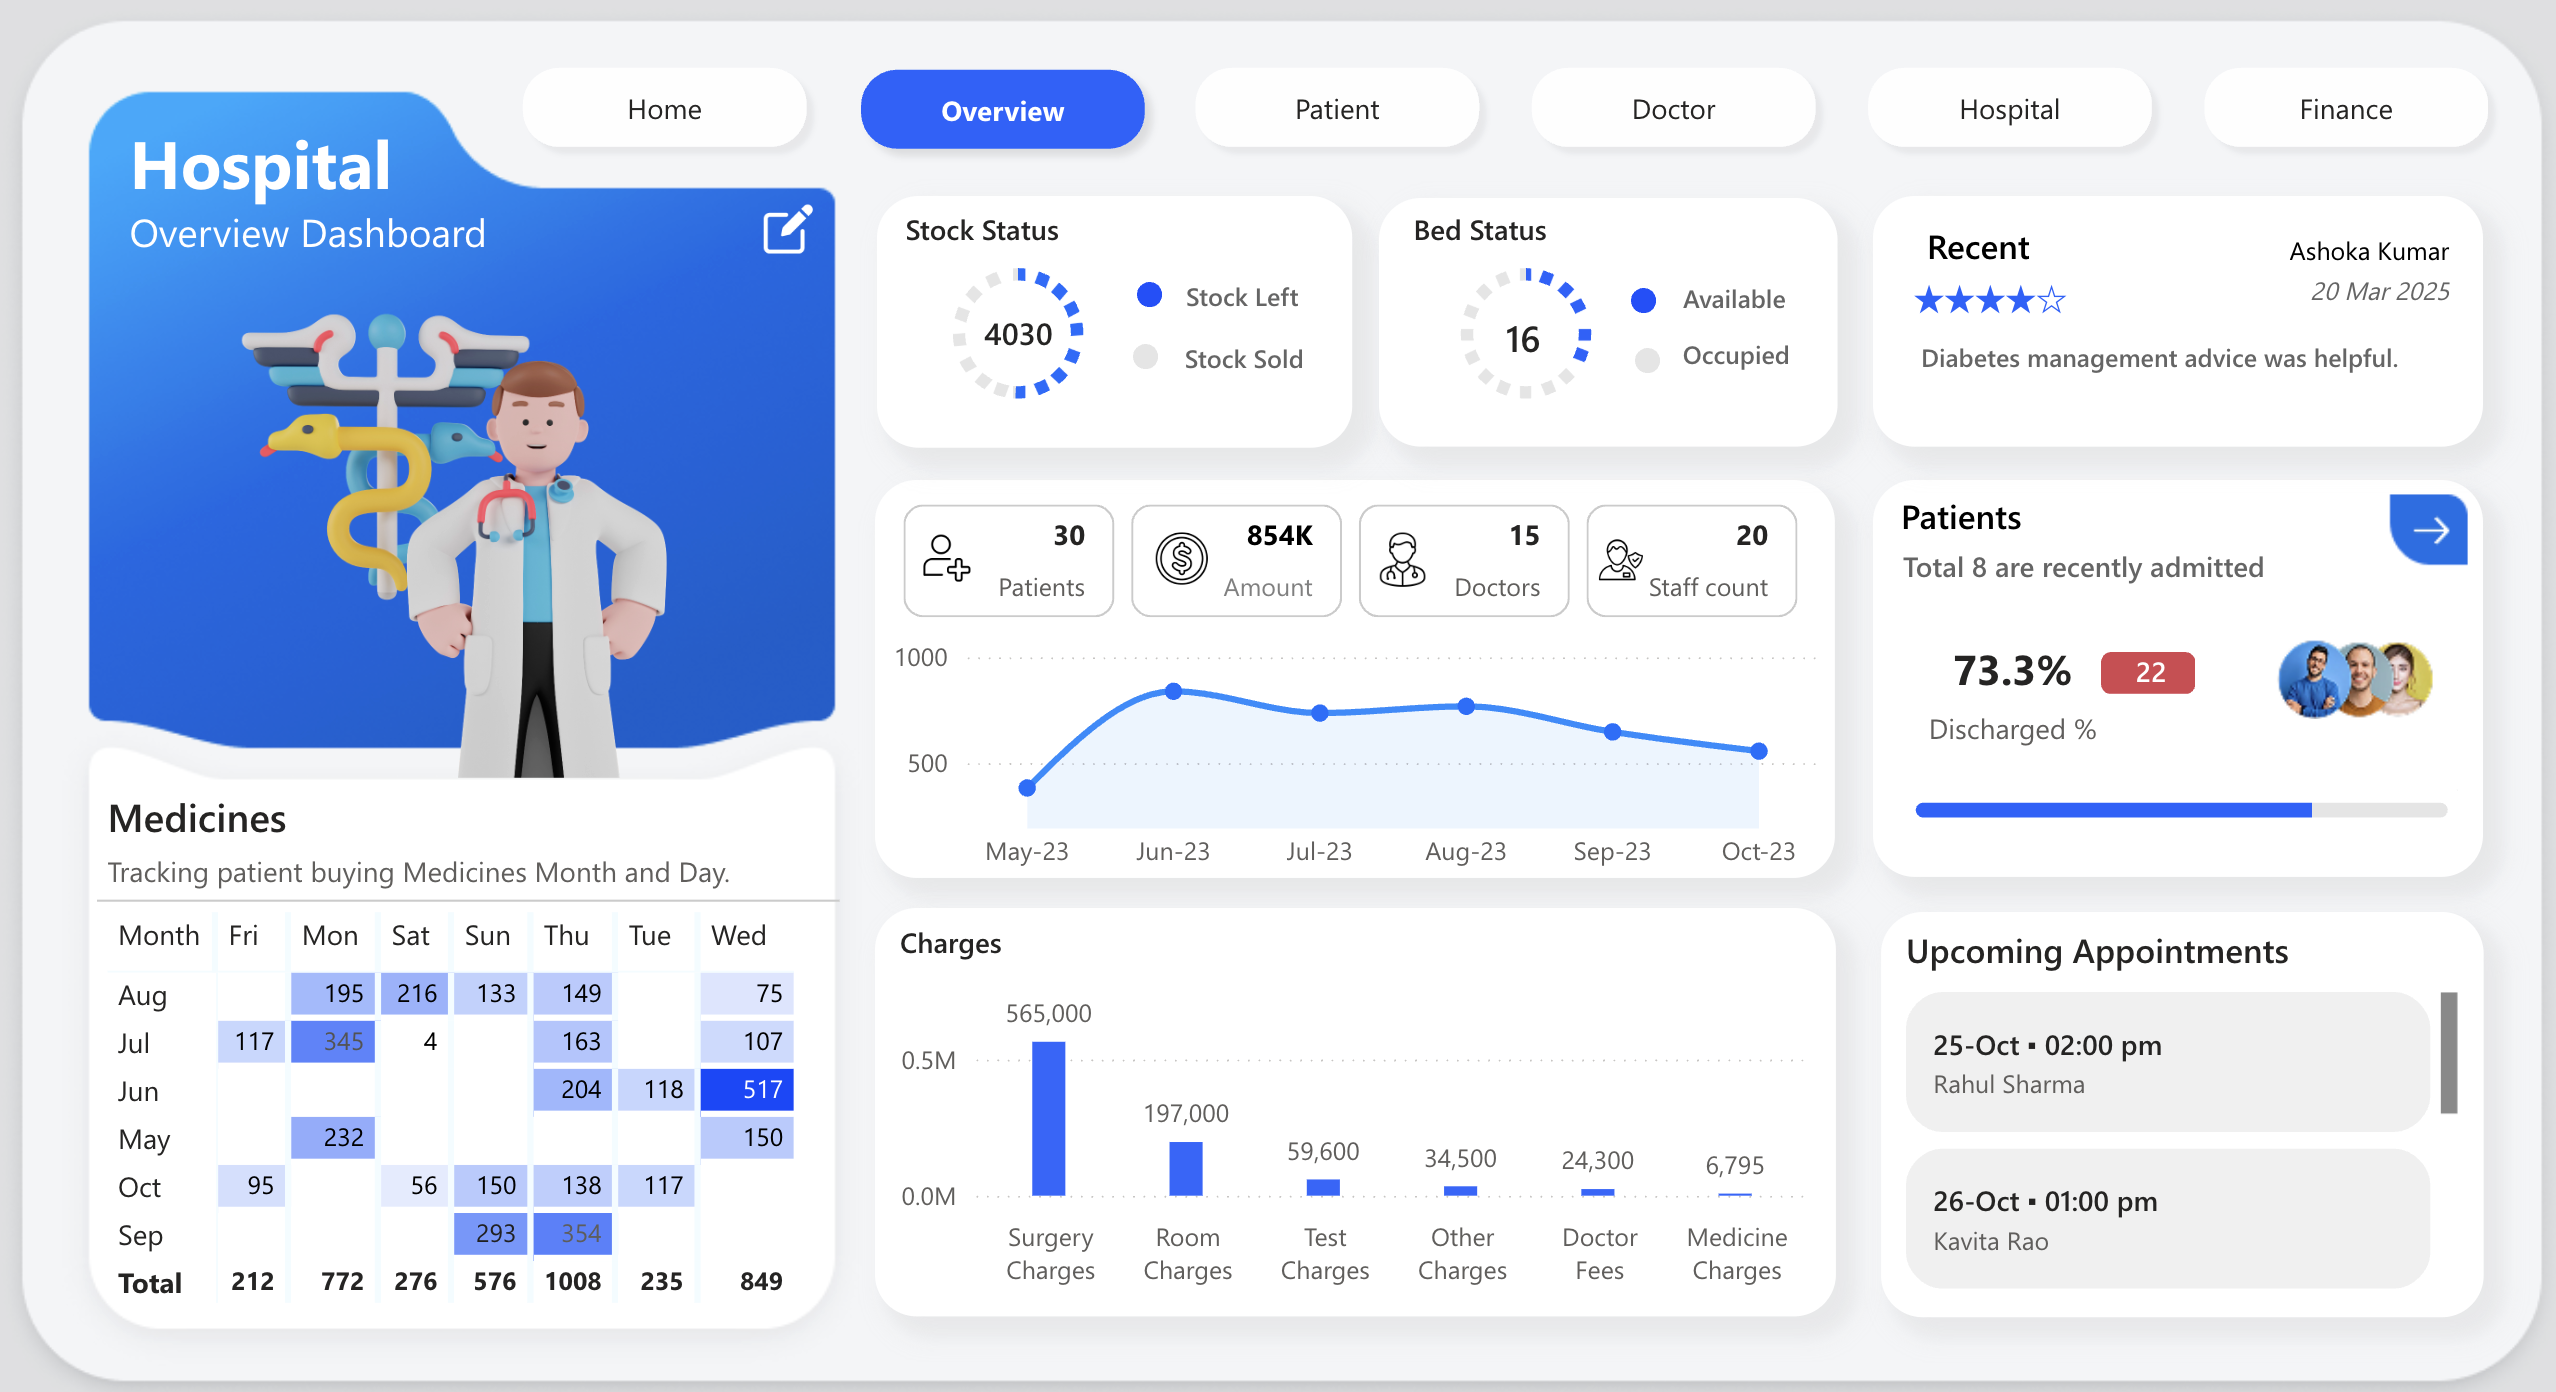 Home
Overview
Patient
Doctor
Hospital
Finance
Hospital
Overview Dashboard
Stock Status
4030
Stock Left
Stock Sold
Bed Status
16
Available
Occupied
Recent
Ashoka Kumar
★★★★☆
20 Mar 2025
Diabetes management advice was helpful.
30
Patients
854K
Amount
15
Doctors
20
Staff count
1000
500
May-23 Jun-23 Jul-23 Aug-23 Sep-23 Oct-23
Patients
Total 8 are recently admitted
73.3%
22
Discharged %
Medicines
Tracking patient buying Medicines Month and Day.
Month Fri Mon Sat Sun Thu Tue Wed
Aug 195 216 133 149 75
Jul 117 345 4 163 107
Jun 204 118 517
May 232 150
Oct 95 56 150 138 117
Sep 293 354
Total 212 772 276 576 1008 235 849
Charges
0.5M
0.0M
565,000
197,000
59,600
34,500
24,300
6,795
Surgery Charges
Room Charges
Test Charges
Other Charges
Doctor Fees
Medicine Charges
Upcoming Appointments
25-Oct ▪ 02:00 pm
Rahul Sharma
26-Oct ▪ 01:00 pm
Kavita Rao